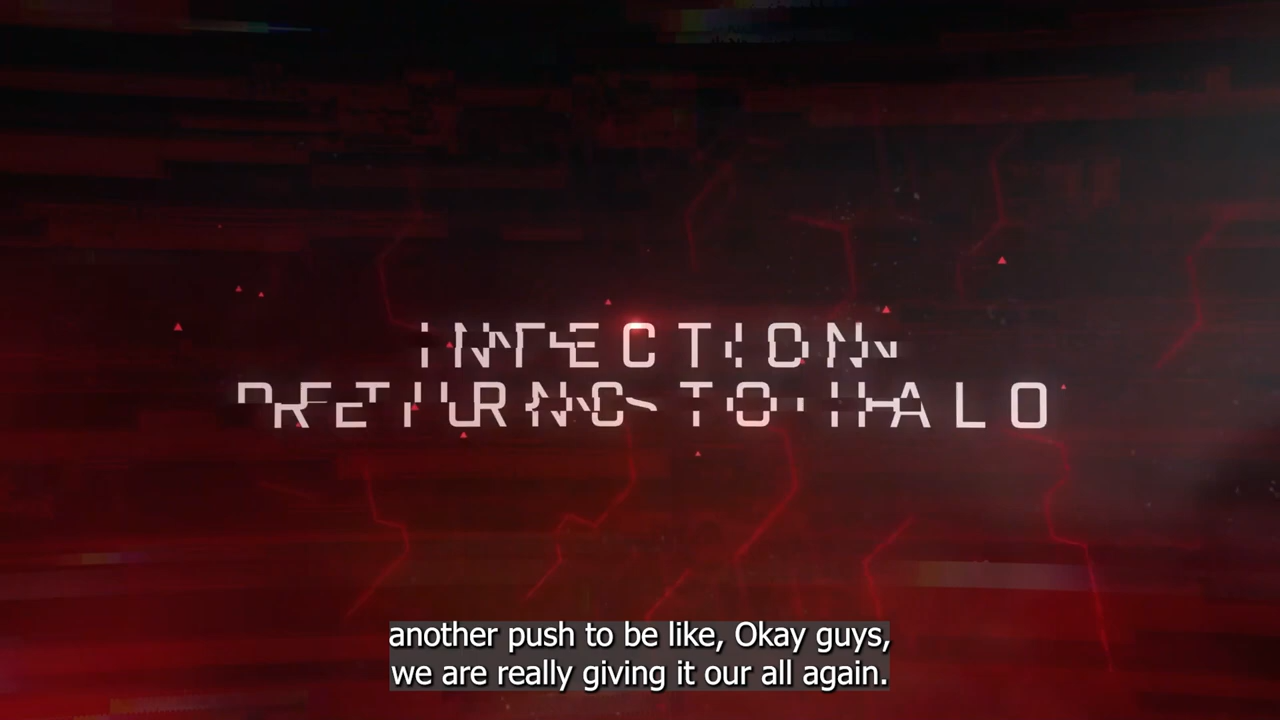 INFECTION
RETURNS TO HALO
another push to be like, Okay guys,
we are really giving it our all again.